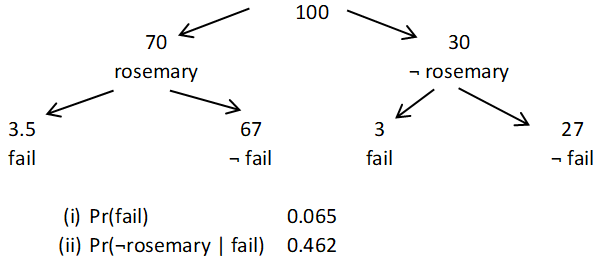 100
70 30
rosemary ¬ rosemary
3.5 67 3 27
fail ¬ fail fail ¬ fail
(i) Pr(fail) 0.065
(ii) Pr(¬rosemary | fail) 0.462